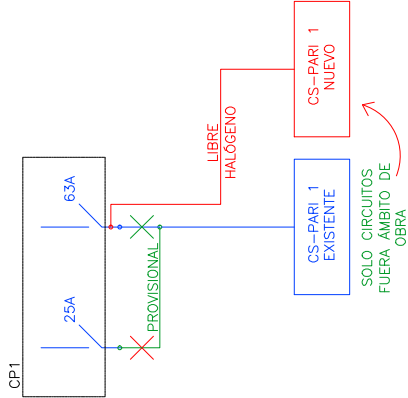 CP1
25A
63A
PROVISIONAL
LIBRE
HALÓGENO
CS-PARI 1
EXISTENTE
CS-PARI 1
NUEVO
SOLO CIRCUITOS
FUERA ÁMBITO DE
OBRA